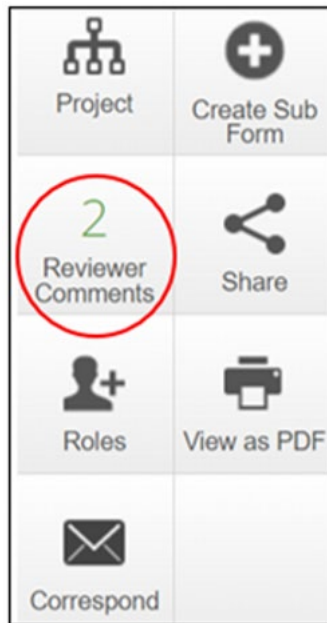 Project
Create Sub
Form
2
Reviewer
Comments
Share
Roles
View as PDF
Correspond